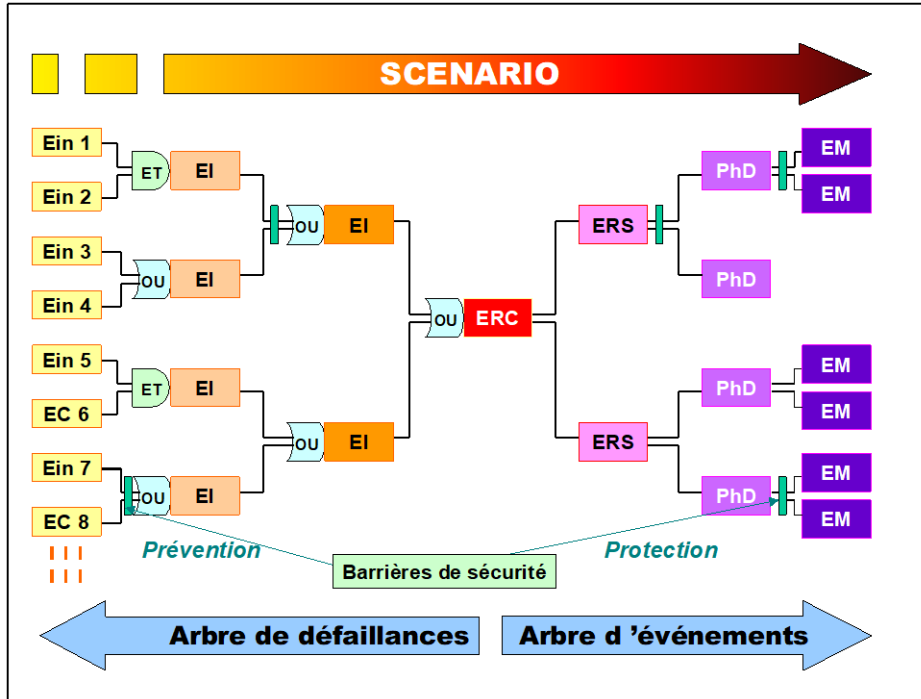 SCENARIO
Ein 1
Ein 2
ET
EI
Ein 3
Ein 4
OU
EI
OU
EI
Ein 5
EC 6
ET
EI
Ein 7
EC 8
OU
EI
OU
EI
OU
ERC
ERS
PhD
EM
EM
PhD
ERS
PhD
EM
EM
PhD
EM
EM
Prévention
Protection
Barrières de sécurité
Arbre de défaillances
Arbre d ’événements